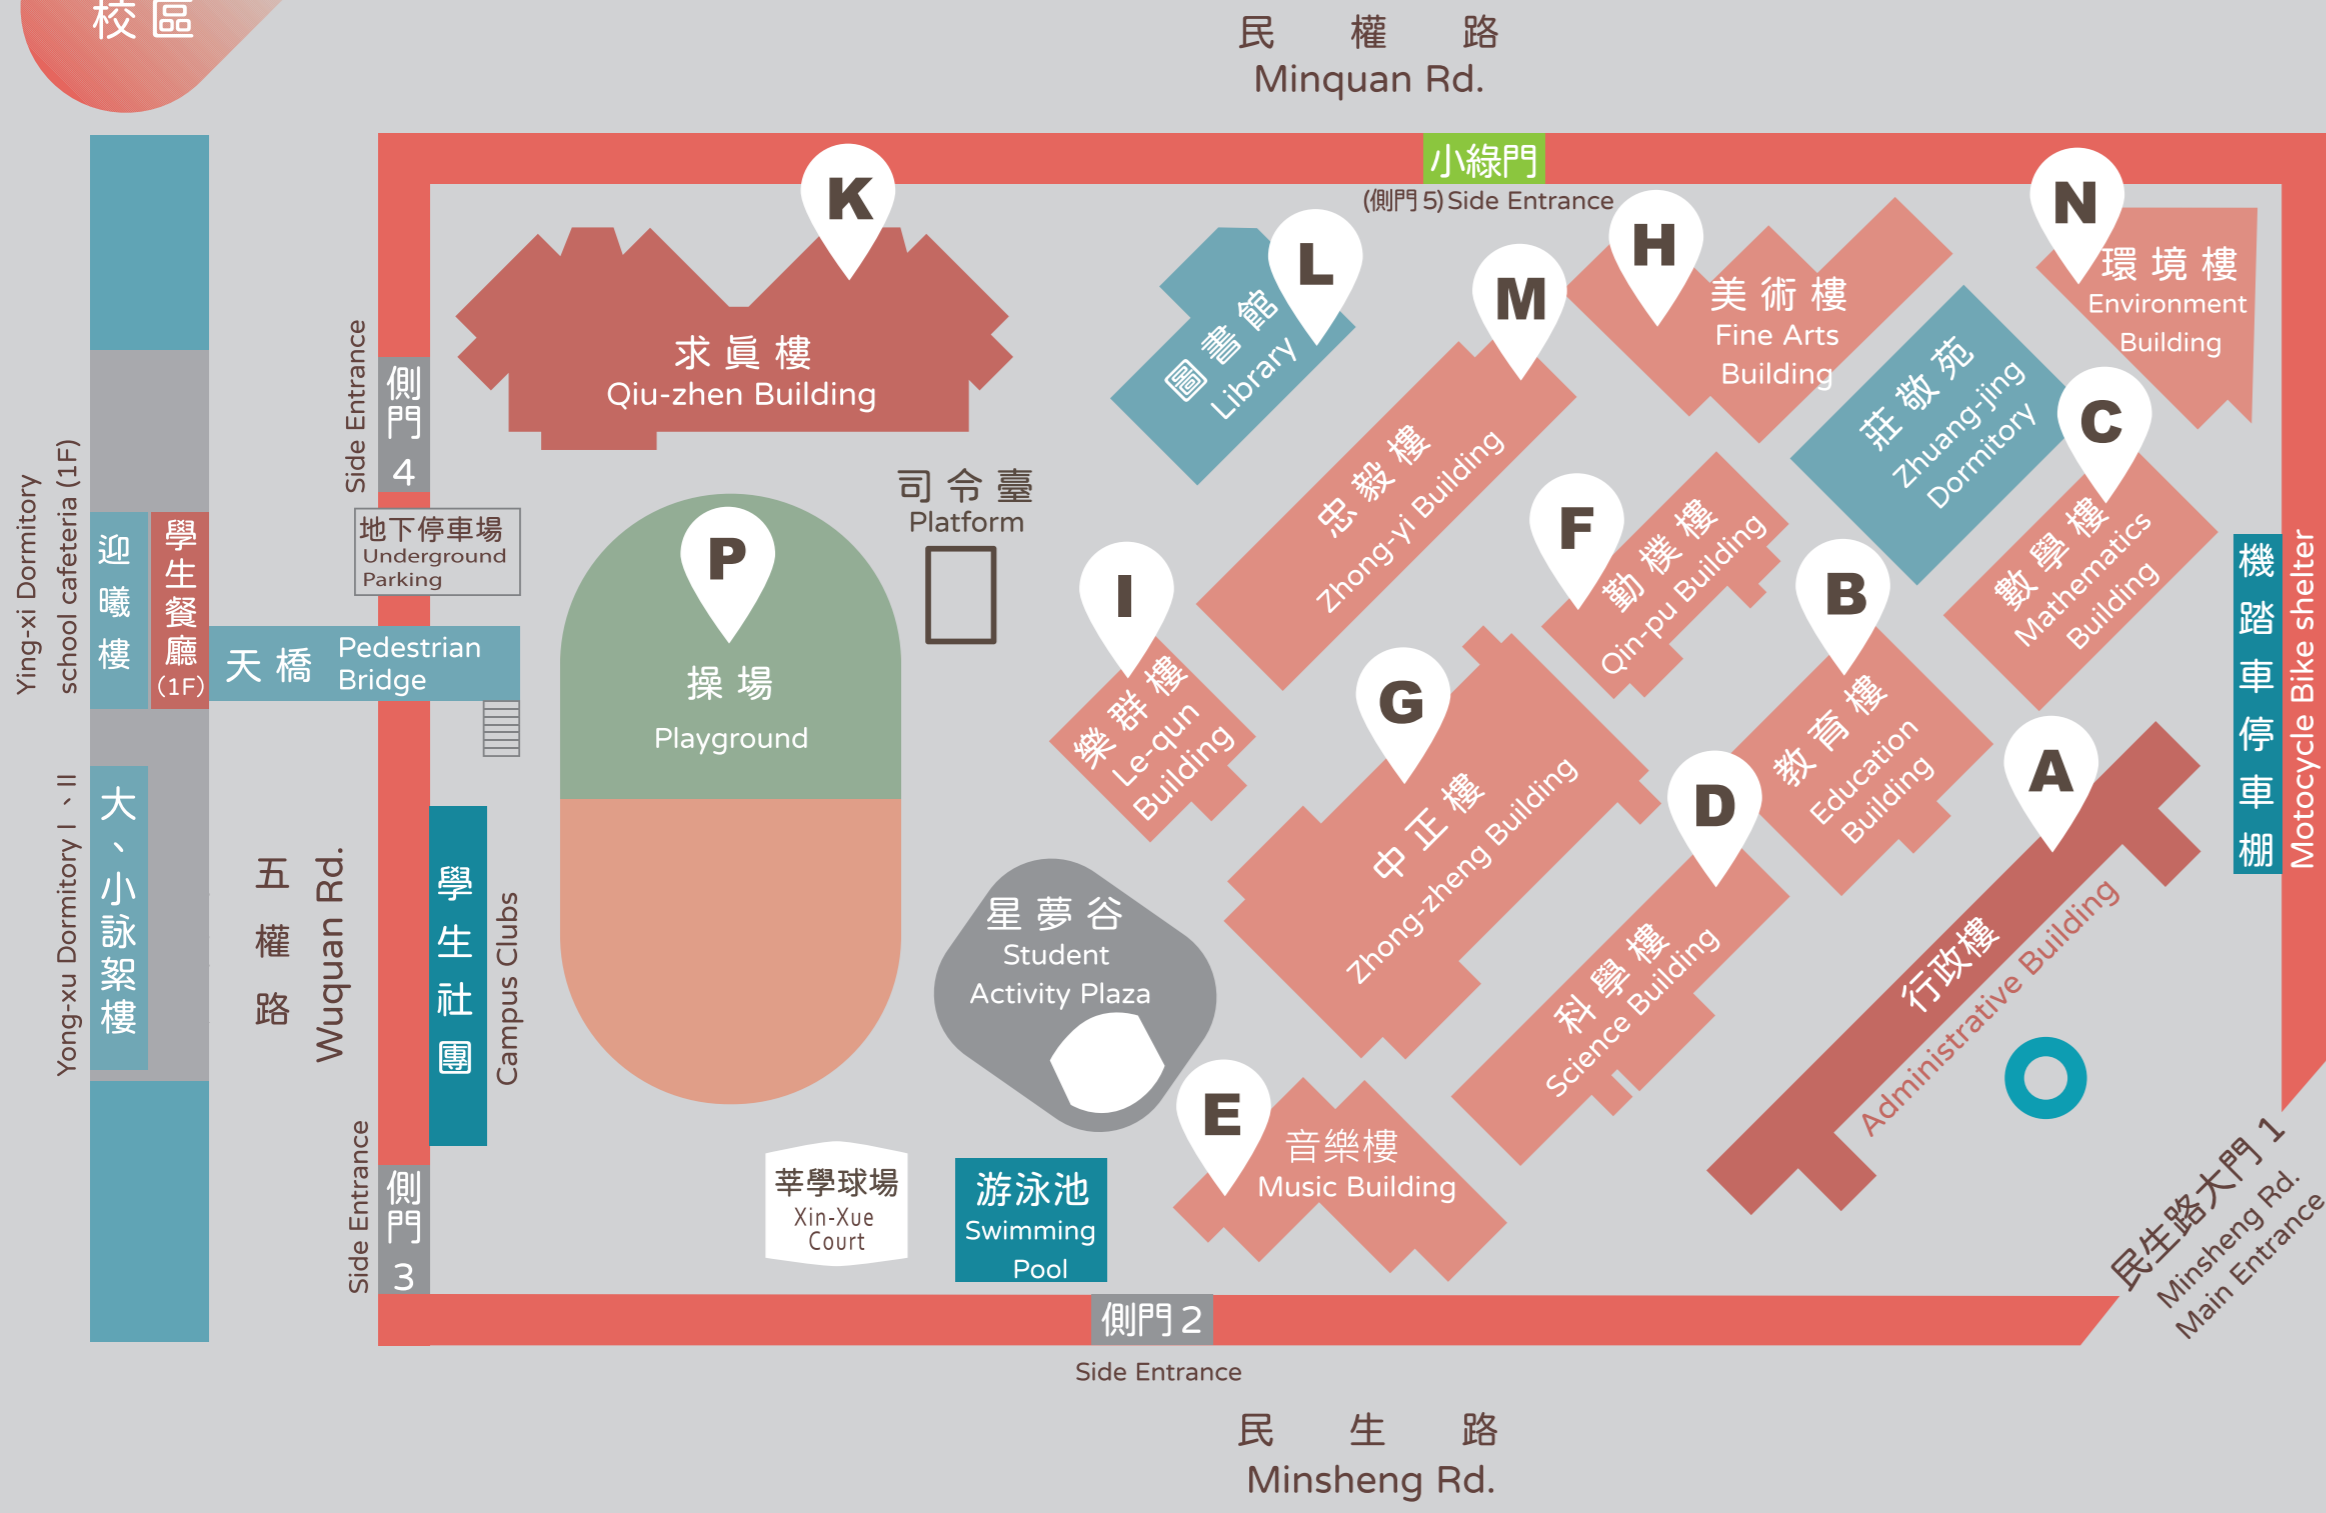 校區
民 權 路
Minquan Rd.
小綠門
(側門 5) Side Entrance
K
求真樓
Qiu-zhen Building
L
圖書館
Library
M
忠毅樓
Zhong-yi Building
H
美術樓
Fine Arts
Building
N
環境樓
Environment
Building
莊敬苑
Zhuang-jing
Dormitory
C
數學樓
Mathematics
Building
側門
4
Side Entrance
地下停車場
Underground
Parking
司令臺
Platform
P
操場
Playground
I
樂群樓
Le-qun
Building
F
勤樸樓
Qin-pu Building
B
教育樓
Education
Building
G
中正樓
Zhong-zheng Building
D
科學樓
Science Building
A
行政樓
Administrative Building
機踏車停車棚
Motocycle Bike shelter
Ying-xi Dormitory
school cafeteria (1F)
迎曦樓
學生餐廳
(1F)
天橋
Pedestrian
Bridge
Yong-xu Dormitory I、II
大、小詠絮樓
五權路
Wuquan Rd.
學生社團
Campus Clubs
星夢谷
Student
Activity Plaza
E
音樂樓
Music Building
莘學球場
Xin-Xue
Court
游泳池
Swimming
Pool
側門
3
Side Entrance
側門 2
Side Entrance
民生路大門 1
Minsheng Rd.
Main Entrance
民 生 路
Minsheng Rd.